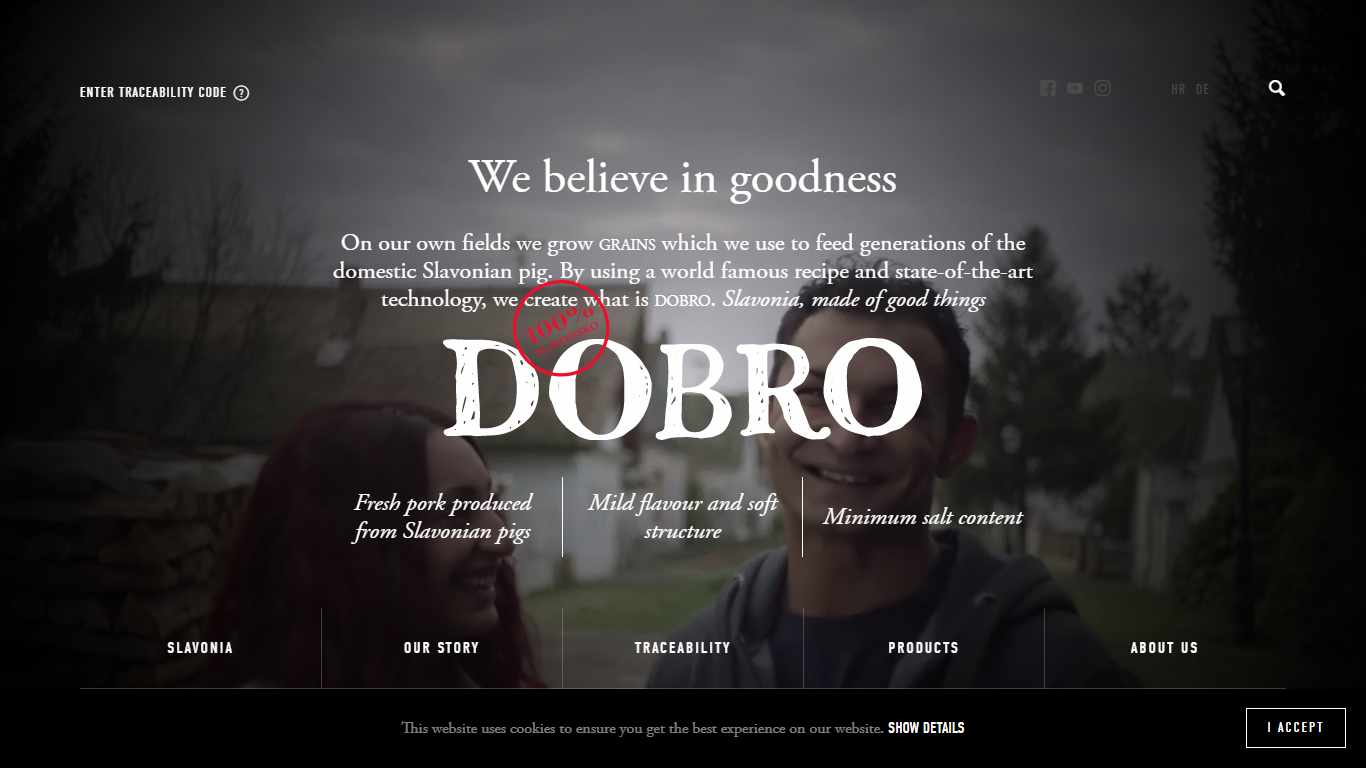 ENTER TRACEABILITY CODE ?
HR DE
We believe in goodness
On our own fields we grow GRAINS which we use to feed generations of the
domestic Slavonian pig. By using a world famous recipe and state-of-the-art
technology, we create what is DOBRO. Slavonia, made of good things
100%
SLAVONSKO
DOBRO
Fresh pork produced
from Slavonian pigs
Mild flavour and soft
structure
Minimum salt content
SLAVONIA
OUR STORY
TRACEABILITY
PRODUCTS
ABOUT US
This website uses cookies to ensure you get the best experience on our website. SHOW DETAILS
I ACCEPT